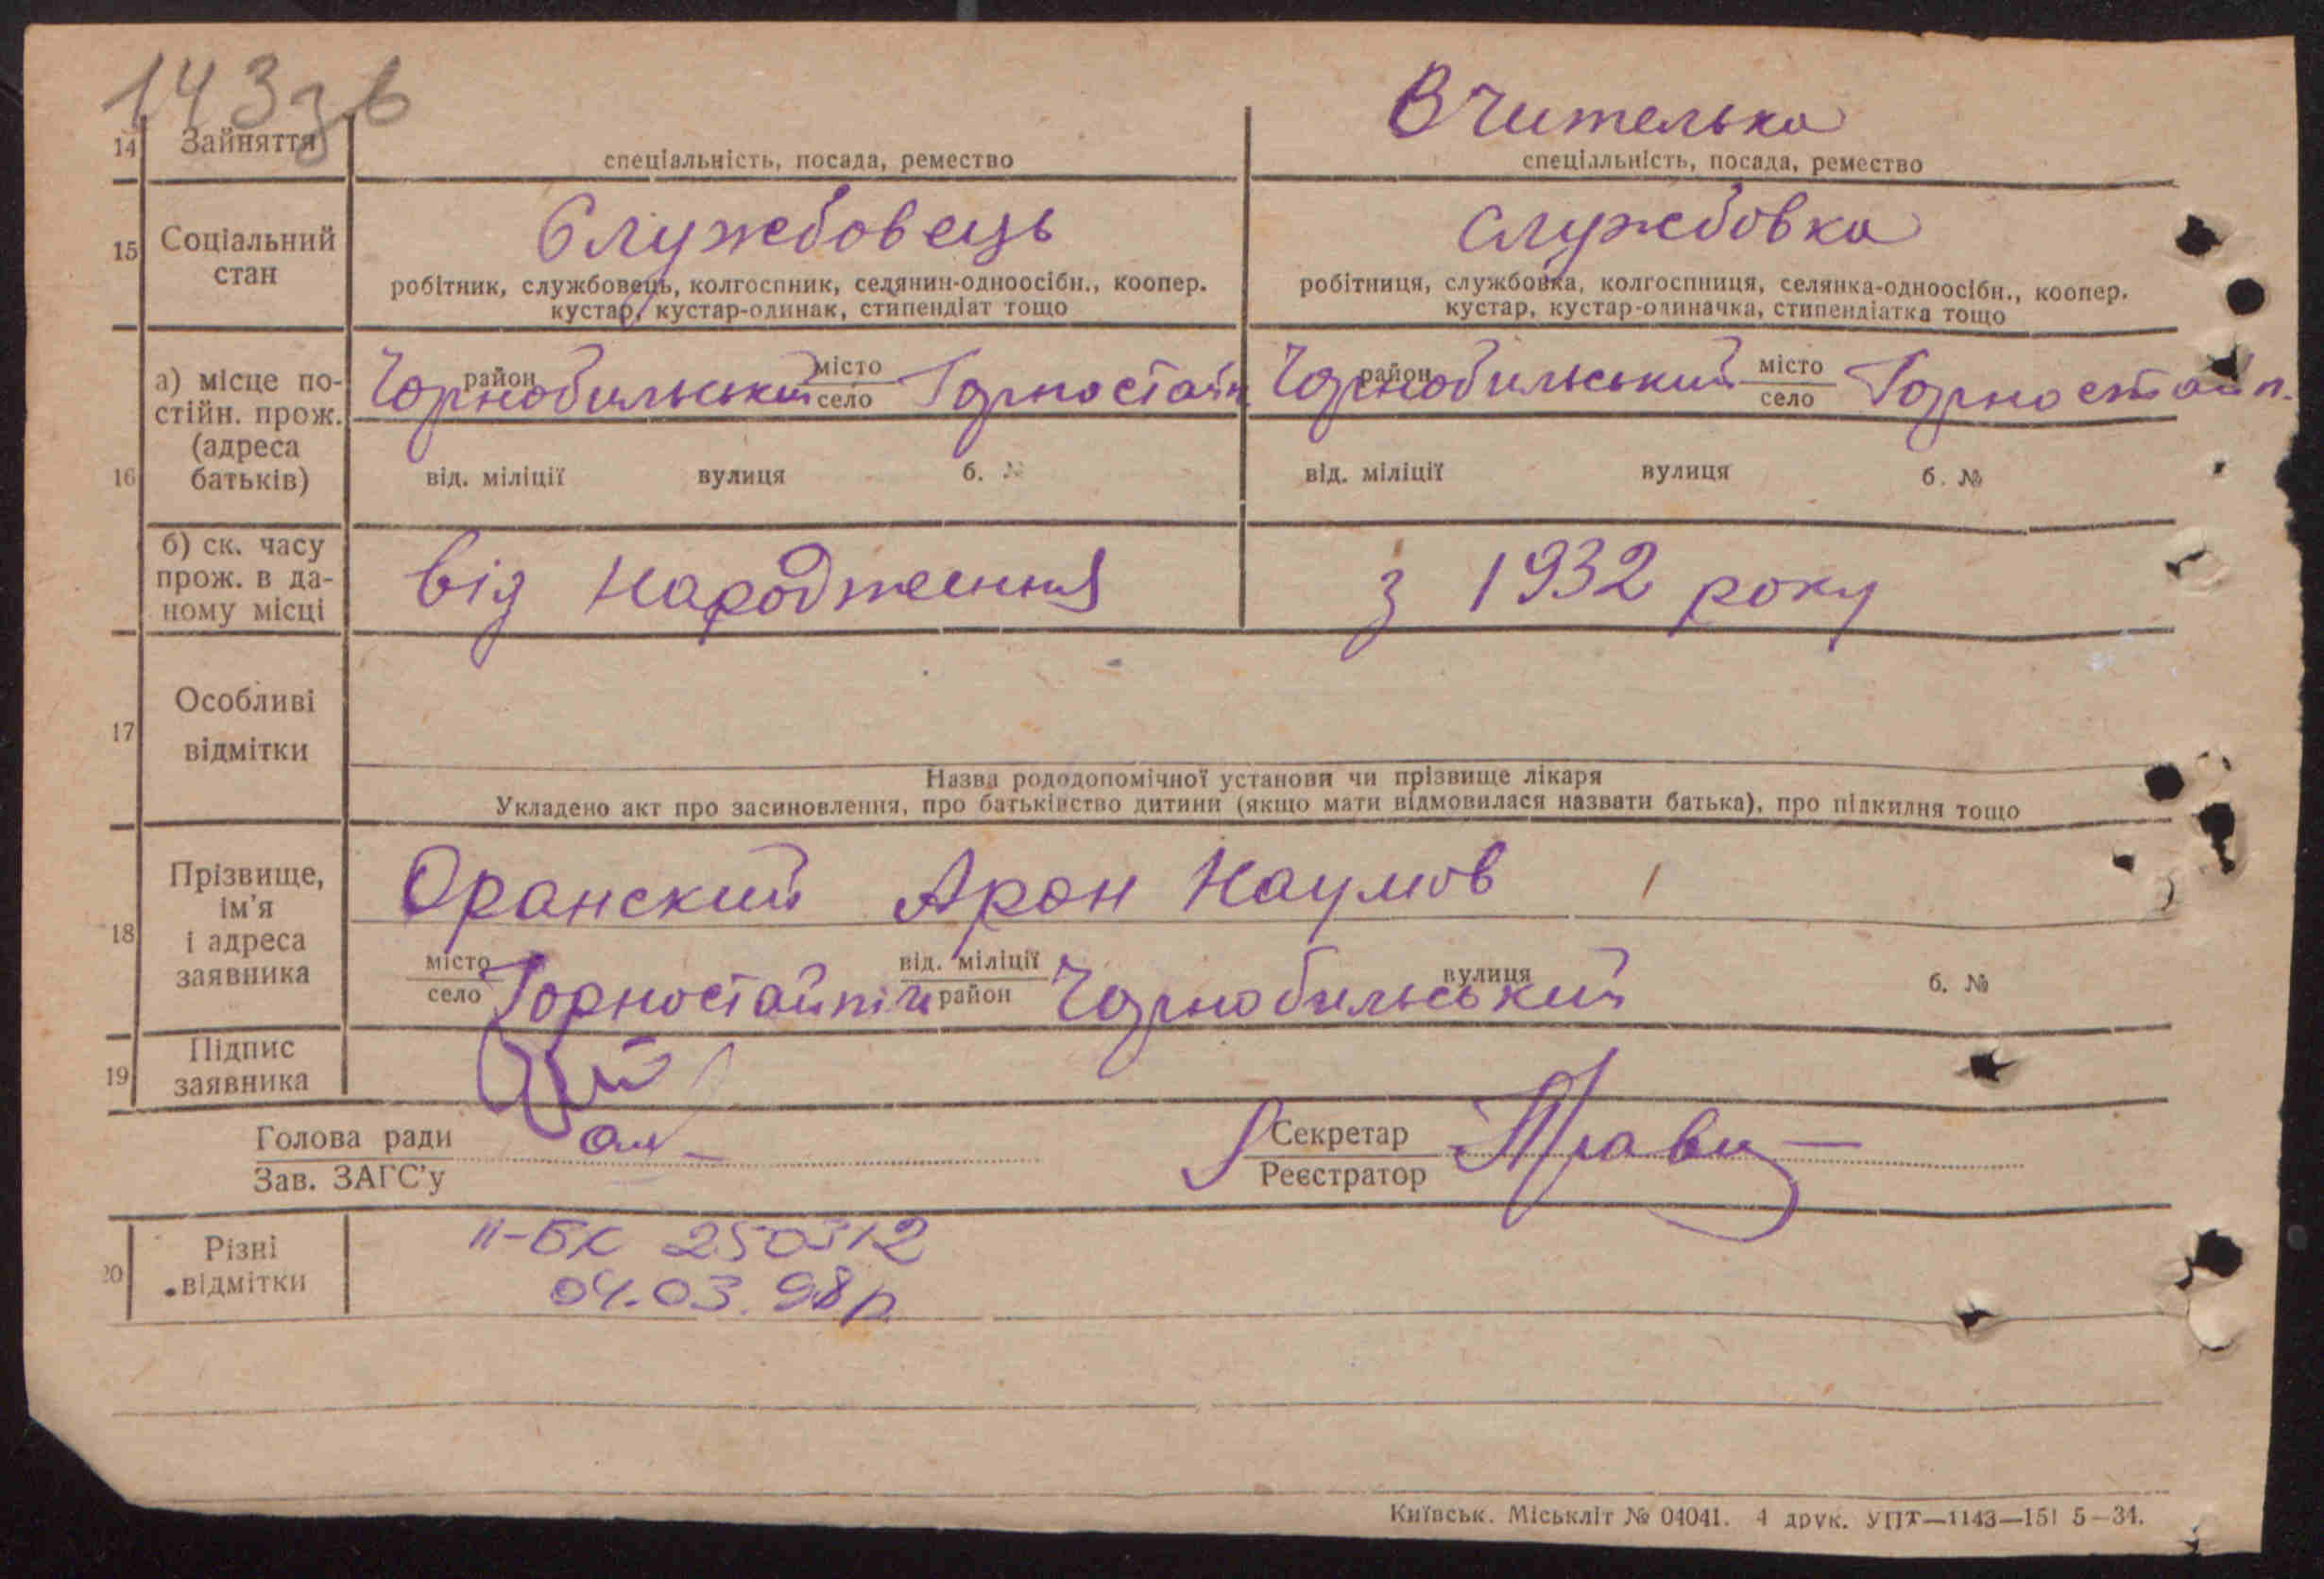 143зв
Вчителька
14 Зайняття спеціальність, посада, ремество спеціальність, посада, ремество
Службовець Службовка
15 Соціальний стан
робітник, службовець, колгоспник, селянин-одноосібн., коопер. робітниця, службовка, колгоспниця, селянка-одноосібн., коопер.
кустар, кустар-одинак, стипендіат тощо кустар, кустар-одиначка, стипендіатка тощо
16 а) місце по-
стійн. прож.
(адреса
батьків)
район Чорнобильський місто село Горностайп район Чорнобильський місто село Горностайп.
від. міліції вулиця б. № від. міліції вулиця б. №
б) ск. часу
прож. в да-
ному місці
від народження з 1932 року
17 Особливі
відмітки
Назва рододопомічної установи чи прізвище лікаря
Укладено акт про засиновлення, про батьківство дитини (якщо мати відмовилася назвати батька), про підкидня тощо
18 Прізвище,
ім'я
і адреса
заявника
Оранский Арон Наумов
місто село Горностайпіль від. міліції район Чорнобильський вулиця б. №
19 Підпис
заявника
Голова ради Секретар
Зав. ЗАГС'у Реєстратор
20 Різні
відмітки
II-БК 250312
04.03.98р
Київськ. Міськліт № 04041. 4 друк. УПТ—1143—151 5—34.